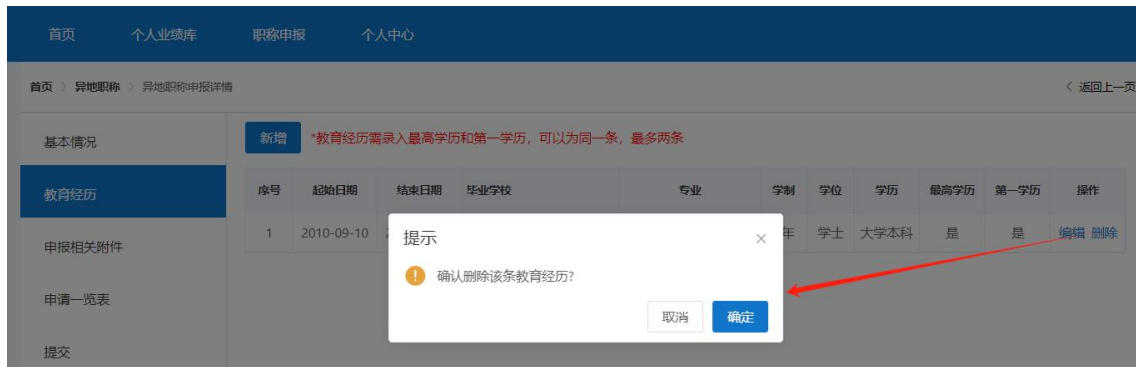 首页 个人业绩库 职称申报 个人中心
首页 > 异地职称 > 异地职称申报详情 < 返回上一页
基本情况
新增 *教育经历需录入最高学历和第一学历，可以为同一条，最多两条
教育经历
序号 起始日期 结束日期 毕业学校 专业 学制 学位 学历 最高学历 第一学历 操作
1 2010-09-10 年 学士 大学本科 是 是 编辑 删除
提示 ×
申报相关附件
确认删除该条教育经历?
申请一览表
取消 确定
提交